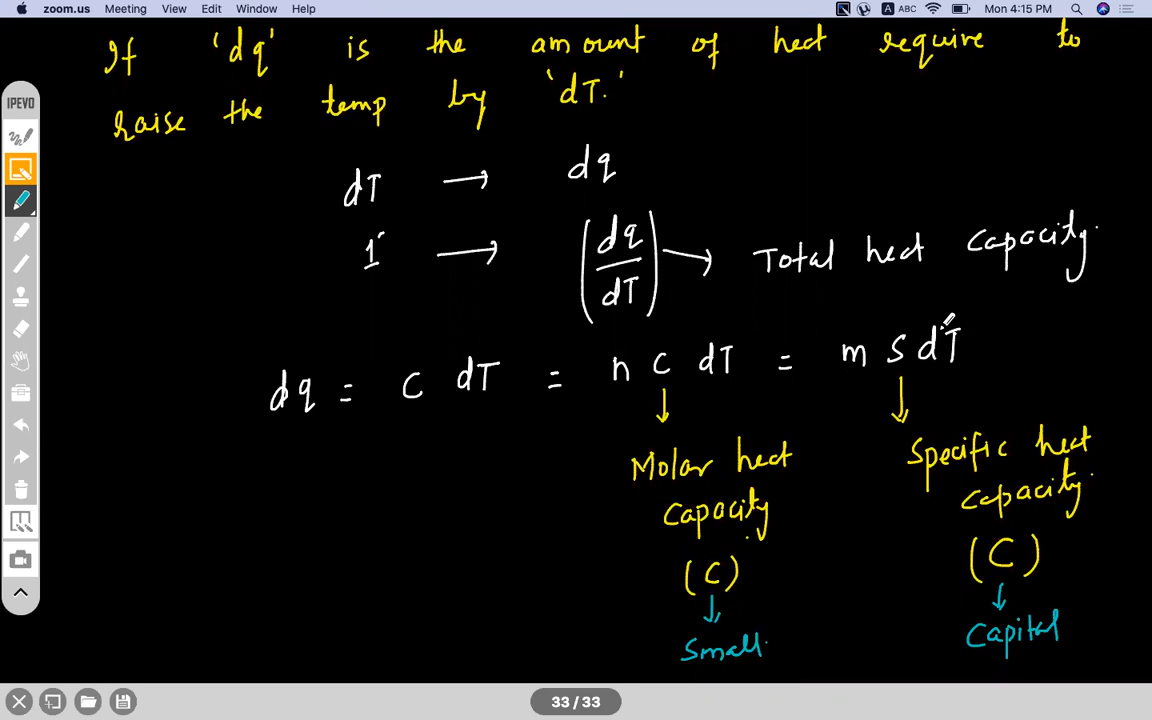 zoom.us Meeting View Edit Window Help A ABC Mon 4:15 PM
If 'dq' is the amount of heat require to
raise the temp by 'dT.'
IPEVO
dT → dq
1° → (dq/dT) → Total heat capacity.
dq = C dT = n C dT = m S dT
↓ ↓
Molar heat capacity. (C) ↓ Small.
Specific heat capacity. (C) ↓ Capital
33 / 33